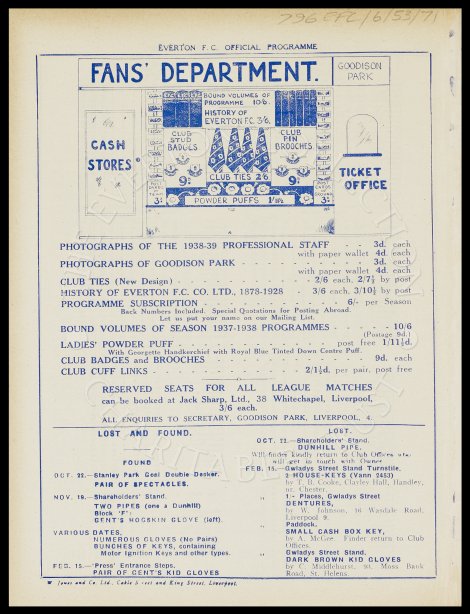 796 EFC/6/53/71
EVERTON F.C. OFFICIAL PROGRAMME
FANS' DEPARTMENT.
GOODISON
PARK
BOUND VOLUMES OF
PROGRAMME 10/6.
HISTORY OF
EVERTON F.C. 3/6.
CASH
STORES
CLUB
STUD
BADGES
CLUB
PIN
BROOCHES
9D.
9D.
CLUB TIES 2/6
TICKET
OFFICE
3D.
POWDER PUFFS 1/11½
3D.
PHOTOGRAPHS OF THE 1938-39 PROFESSIONAL STAFF - - - 3d. each
with paper wallet 4d. each
PHOTOGRAPHS OF GOODISON PARK - - - - - - - 3d. each
with paper wallet 4d. each
CLUB TIES (New Design) - - - - - 2/6 each, 2/7½ by post
HISTORY OF EVERTON F.C. CO. LTD., 1878-1928 - - 3/6 each, 3/10½ by post
PROGRAMME SUBSCRIPTION - - - - - - - 6/- per Season
Back Numbers Included. Special Quotations for Posting Abroad.
Let us put your name on our Mailing List.
BOUND VOLUMES OF SEASON 1937-1938 PROGRAMMES - - - 10/6
(Postage 9d.)
LADIES' POWDER PUFF - - - - - - post free 1/11½d.
With Georgette Handkerchief with Royal Blue Tinted Down Centre Puff.
CLUB BADGES and BROOCHES - - - - - - 9d. each
CLUB CUFF LINKS - - - - - 2/1½d. per pair, post free
RESERVED SEATS FOR ALL LEAGUE MATCHES
can be booked at Jack Sharp, Ltd., 38 Whitechapel, Liverpool,
3/6 each.
ALL ENQUIRIES TO SECRETARY, GOODISON PARK, LIVERPOOL, 4.
LOST AND FOUND.
FOUND
OCT. 22.—Stanley Park Goal Double Decker.
PAIR OF SPECTACLES.
NOV. 19.—Shareholders' Stand.
TWO PIPES (one a Dunhill)
Block 'F':
GENT'S HOGSKIN GLOVE (left).
VARIOUS DATES.
NUMEROUS GLOVES (No Pairs)
BUNCHES OF KEYS, containing
Motor Ignition Keys and other types.
FEB. 15.—'Press' Entrance Steps.
PAIR OF GENT'S KID GLOVES
LOST.
OCT. 22.—Shareholders' Stand.
DUNHILL PIPE.
Will finder kindly return to Club Offices who
will get in touch with Owner.
FEB. 15.—Gwladys Street Stand Turnstile.
2 HOUSE-KEYS (Vann 2453)
by T. B. Cooke, Clayley Hall, Handley,
nr. Chester.
" 1/- Places, Gwladys Street
DENTURES,
by W. Johnson, 16 Wasdale Road,
Liverpool 9.
" Paddock.
SMALL CASH BOX KEY,
by A. McGee. Finder return to Club
Offices.
" Gwladys Street Stand.
DARK BROWN KID GLOVES
by C. Middlehurst, 93, Moss Bank
Road, St. Helens.
James and Co Ltd., Cable Street and King Street, Liverpool.